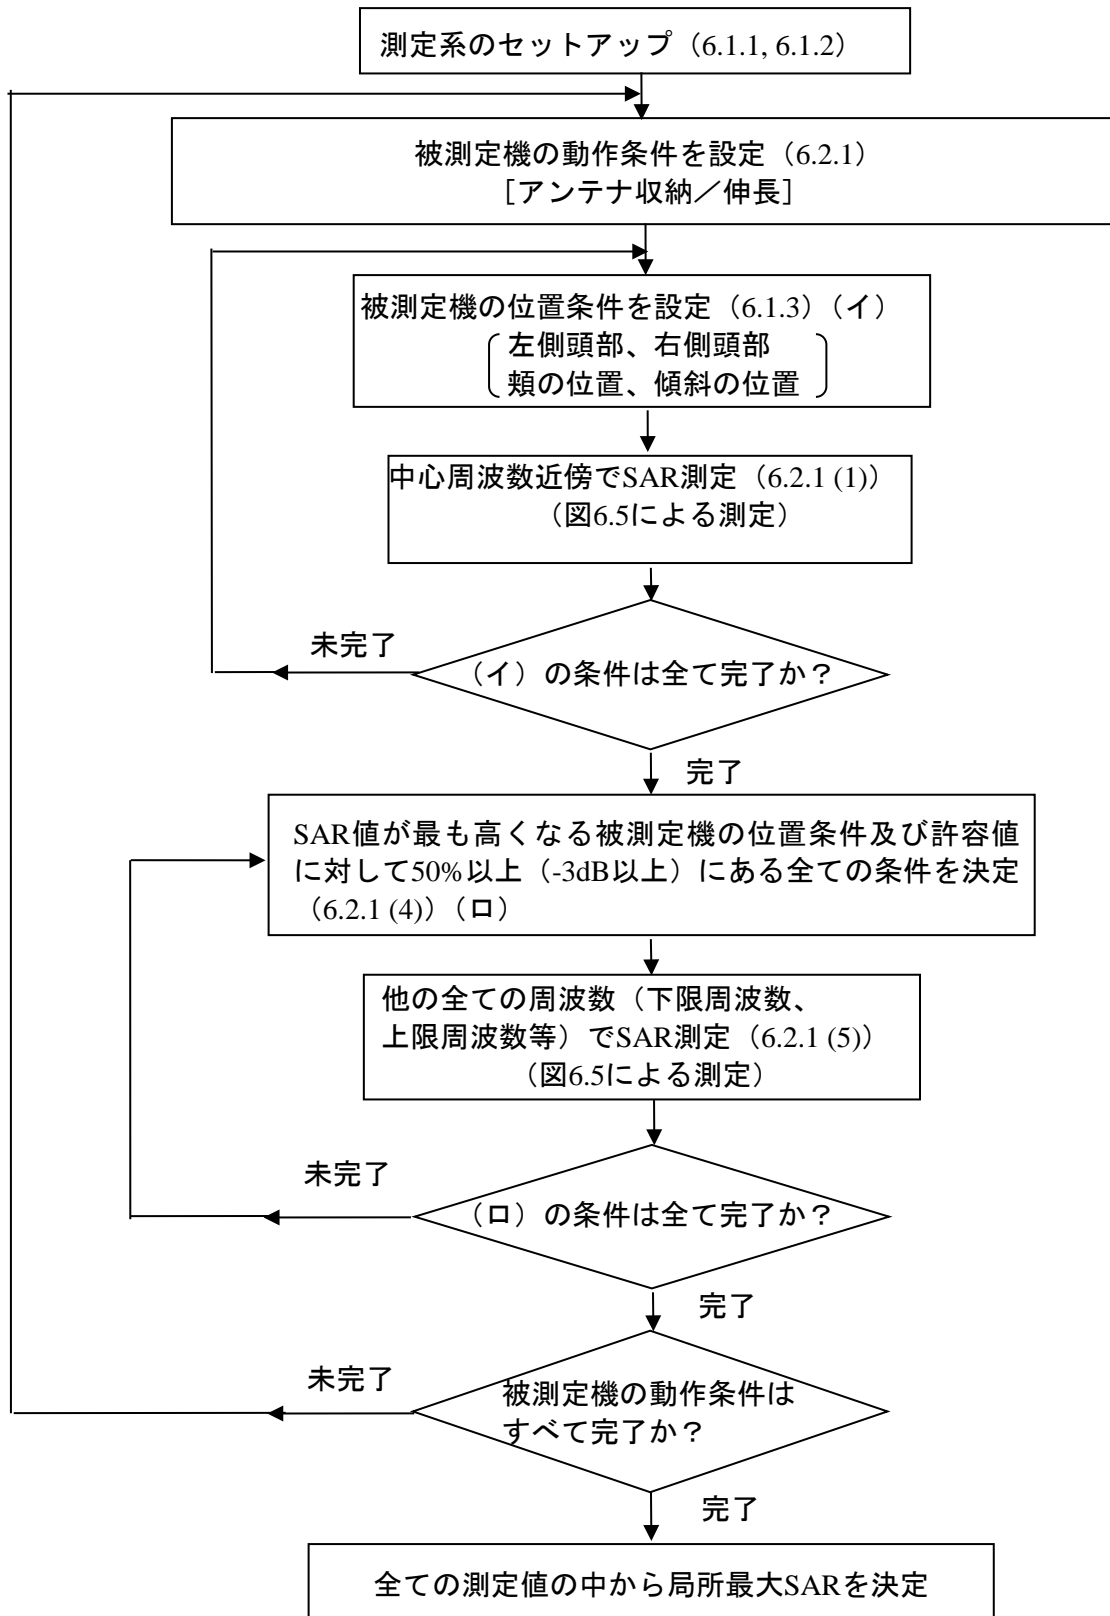 測定系のセットアップ（6.1.1, 6.1.2）
被測定機の動作条件を設定（6.2.1）
［アンテナ収納／伸長］
被測定機の位置条件を設定（6.1.3）（イ）
左側頭部、右側頭部
頬の位置、傾斜の位置
中心周波数近傍でSAR測定（6.2.1 (1)）
（図6.5による測定）
未完了
（イ）の条件は全て完了か？
完了
SAR値が最も高くなる被測定機の位置条件及び許容値
に対して50%以上（-3dB以上）にある全ての条件を決定
（6.2.1 (4)）（ロ）
他の全ての周波数（下限周波数、
上限周波数等）でSAR測定（6.2.1 (5)）
（図6.5による測定）
未完了
（ロ）の条件は全て完了か？
完了
未完了
被測定機の動作条件は
すべて完了か？
完了
全ての測定値の中から局所最大SARを決定